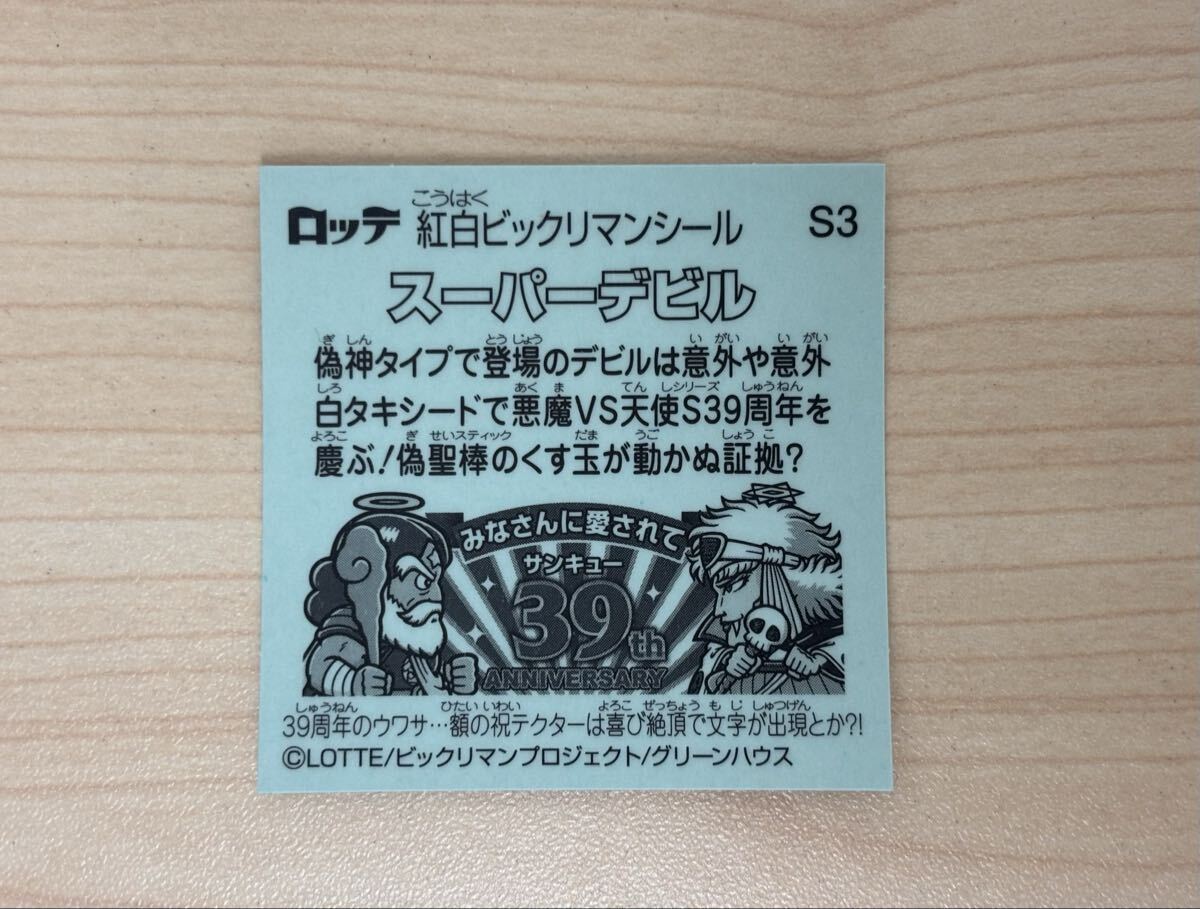 ロッテ 紅白ビックリマンシール S3
こうはく
スーパーデビル
ぎ しん とう じょう い がい い がい
偽神タイプで登場のデビルは意外や意外
しろ あく ま てん しシリーズ しゅうねん
白タキシードで悪魔VS天使S39周年を
よろこ ぎ せいスティック だま うご しょう こ
慶ぶ!偽聖棒のくす玉が動かぬ証拠?
みなさんに愛されて
サンキュー
39th
ANNIVERSARY
しゅうねん ひたい いわい よろこ ぜっちょう も じ しゅつげん
39周年のウワサ…額の祝テクターは喜び絶頂で文字が出現とか?!
©LOTTE/ビックリマンプロジェクト/グリーンハウス